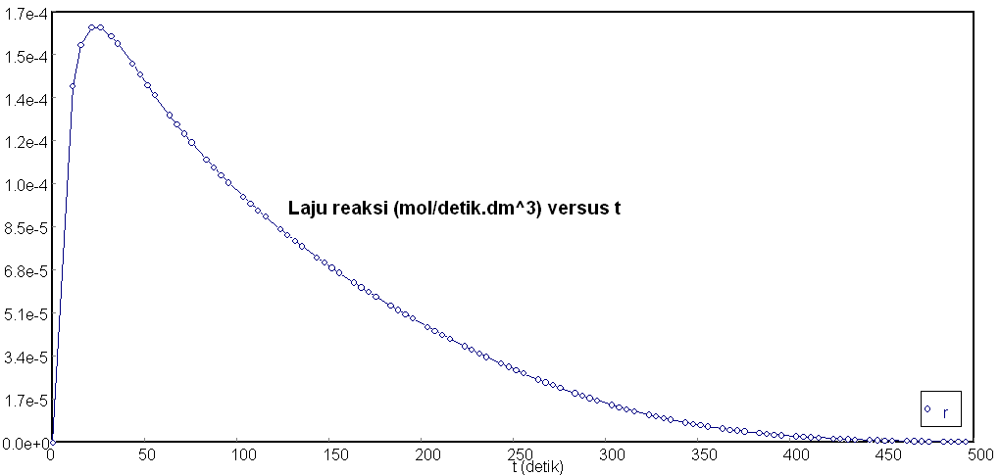 1.7e-4
1.5e-4
1.4e-4
1.2e-4
1.0e-4
Laju reaksi (mol/detik.dm^3) versus t
8.5e-5
6.8e-5
5.1e-5
3.4e-5
1.7e-5
r
0.0e+0
0 50 100 150 200 250 300 350 400 450 500
t (detik)